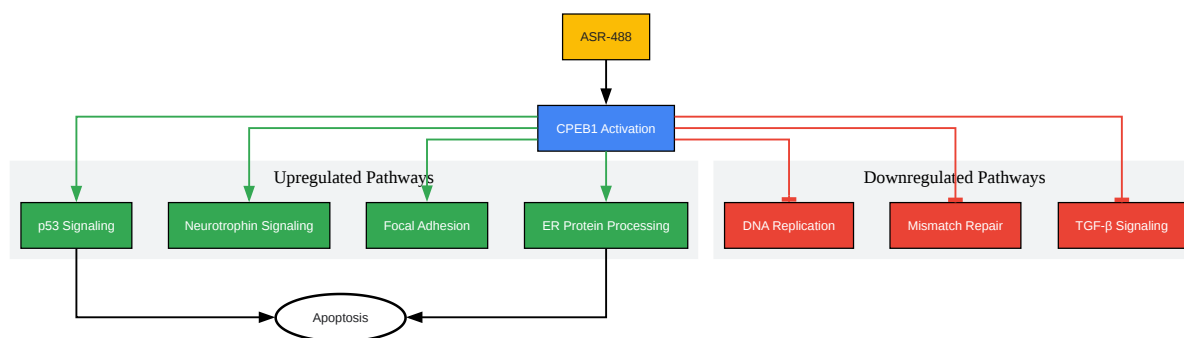 ASR-488
CPEB1 Activation
Upregulated Pathways
Downregulated Pathways
p53 Signaling
Neurotrophin Signaling
Focal Adhesion
ER Protein Processing
DNA Replication
Mismatch Repair
TGF-β Signaling
Apoptosis